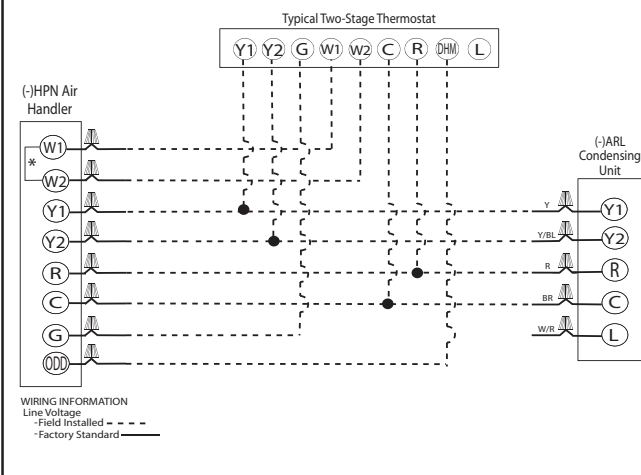 Typical Two-Stage Thermostat
Y1 Y2 G W1 W2 C R DHM L
(-)HPN Air
Handler
W1
*
W2
Y1
Y2
R
C
G
ODD
(-)ARL
Condensing
Unit
Y Y1
Y/BL Y2
R R
BR C
W/R L
WIRING INFORMATION
Line Voltage
-Field Installed
-Factory Standard